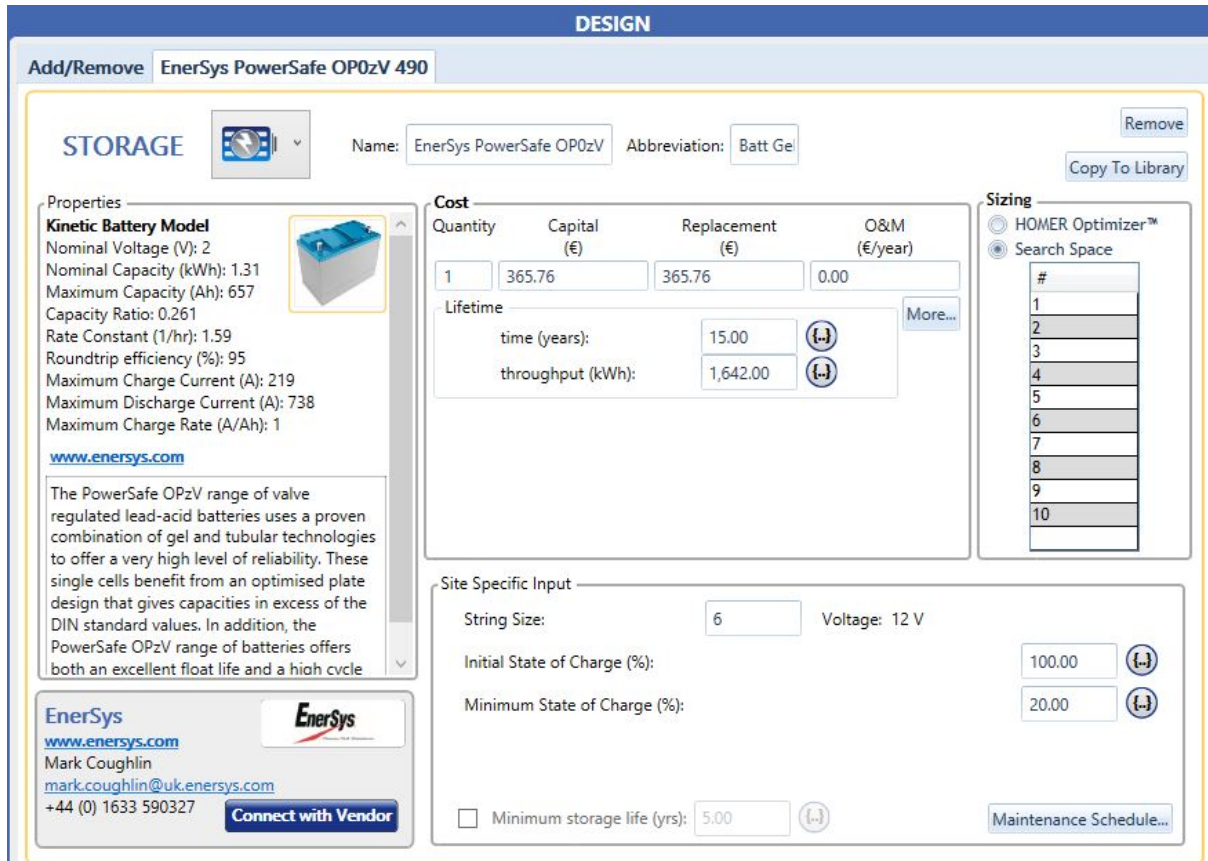 DESIGN
Add/Remove EnerSys PowerSafe OP0zV 490
STORAGE
Name: EnerSys PowerSafe OP0zV Abbreviation: Batt Gel
Remove
Copy To Library
Properties
Kinetic Battery Model
Nominal Voltage (V): 2
Nominal Capacity (kWh): 1.31
Maximum Capacity (Ah): 657
Capacity Ratio: 0.261
Rate Constant (1/hr): 1.59
Roundtrip efficiency (%): 95
Maximum Charge Current (A): 219
Maximum Discharge Current (A): 738
Maximum Charge Rate (A/Ah): 1
www.enersys.com
The PowerSafe OPzV range of valve
regulated lead-acid batteries uses a proven
combination of gel and tubular technologies
to offer a very high level of reliability. These
single cells benefit from an optimised plate
design that gives capacities in excess of the
DIN standard values. In addition, the
PowerSafe OPzV range of batteries offers
both an excellent float life and a high cycle
EnerSys
EnerSys
www.enersys.com
Mark Coughlin
mark.coughlin@uk.enersys.com
+44 (0) 1633 590327
Connect with Vendor
Cost
Quantity Capital Replacement O&M
(€) (€) (€/year)
1 365.76 365.76 0.00
Lifetime
More...
time (years): 15.00 {..}
throughput (kWh): 1,642.00 {..}
Sizing
HOMER Optimizer™
Search Space
#
1
2
3
4
5
6
7
8
9
10
Site Specific Input
String Size: 6 Voltage: 12 V
Initial State of Charge (%): 100.00 {..}
Minimum State of Charge (%): 20.00 {..}
Minimum storage life (yrs): 5.00 {..}
Maintenance Schedule...